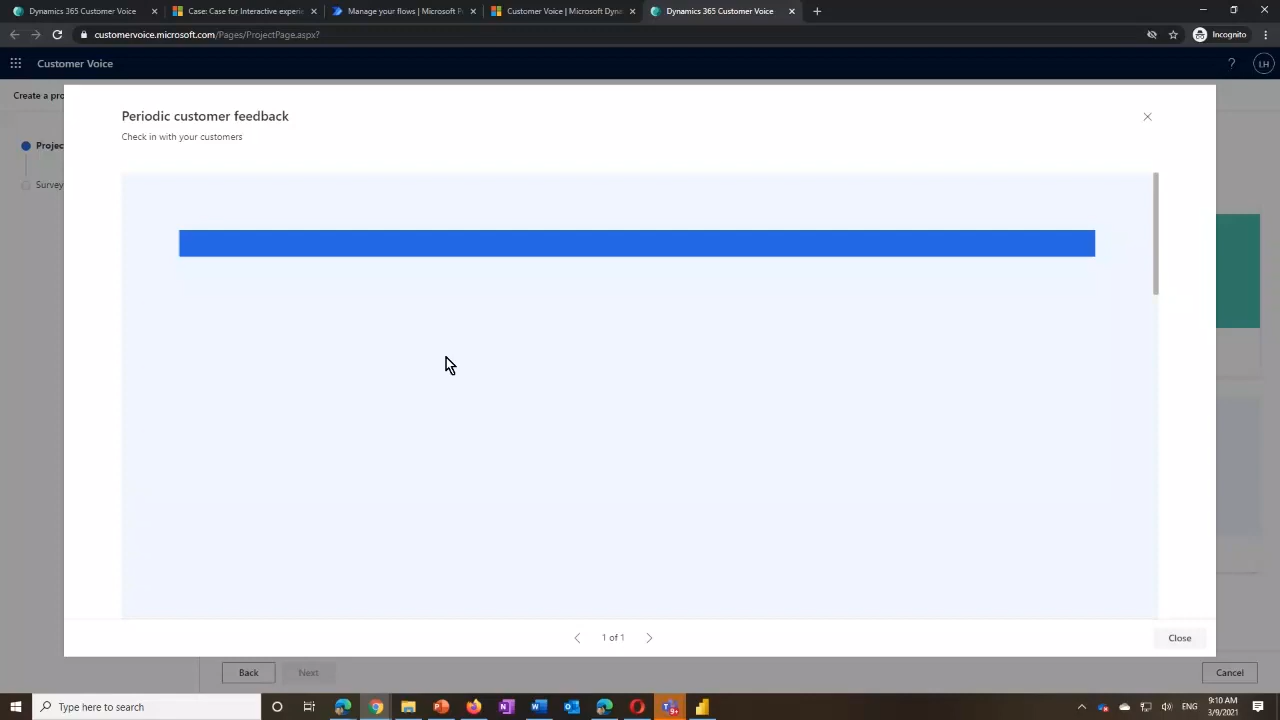 Dynamics 365 Customer Voice
Case: Case for Interactive experie
Manage your flows | Microsoft P
Customer Voice | Microsoft Dyna
Dynamics 365 Customer Voice
customervoice.microsoft.com/Pages/ProjectPage.aspx?
Incognito
Customer Voice
?
LH
Create a pro
Periodic customer feedback
Check in with your customers
Projec
Survey
1 of 1
Close
Back
Next
Cancel
Type here to search
ENG
9:10 AM
3/9/2021